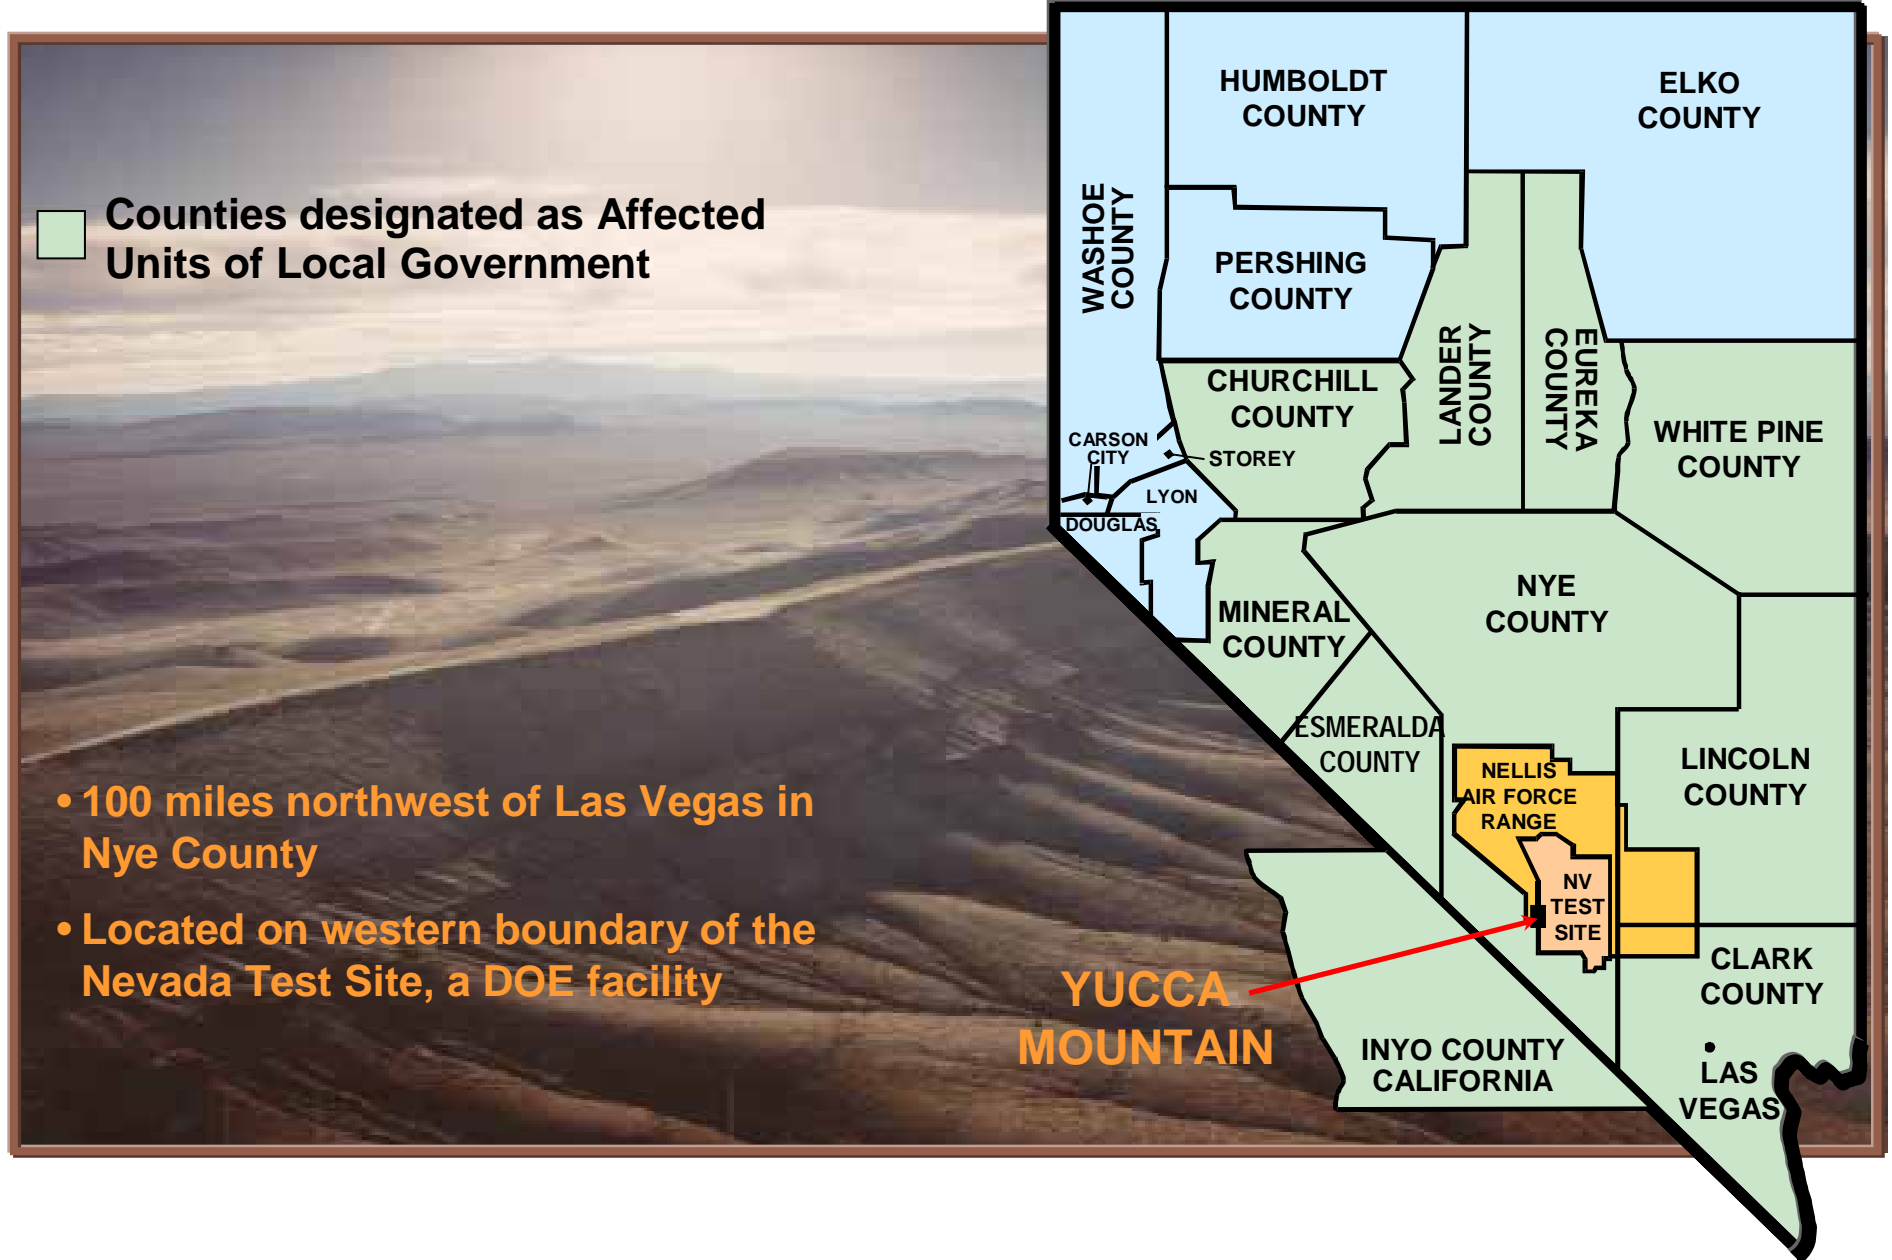 Counties designated as Affected
Units of Local Government
• 100 miles northwest of Las Vegas in
Nye County
• Located on western boundary of the
Nevada Test Site, a DOE facility
HUMBOLDT
COUNTY
ELKO
COUNTY
WASHOE
COUNTY
PERSHING
COUNTY
LANDER
COUNTY
EUREKA
COUNTY
CHURCHILL
COUNTY
WHITE PINE
COUNTY
CARSON
CITY
STOREY
LYON
DOUGLAS
NYE
COUNTY
MINERAL
COUNTY
ESMERALDA
COUNTY
LINCOLN
COUNTY
NELLIS
AIR FORCE
RANGE
NV
TEST
SITE
CLARK
COUNTY
YUCCA
MOUNTAIN
INYO COUNTY
CALIFORNIA
LAS
VEGAS